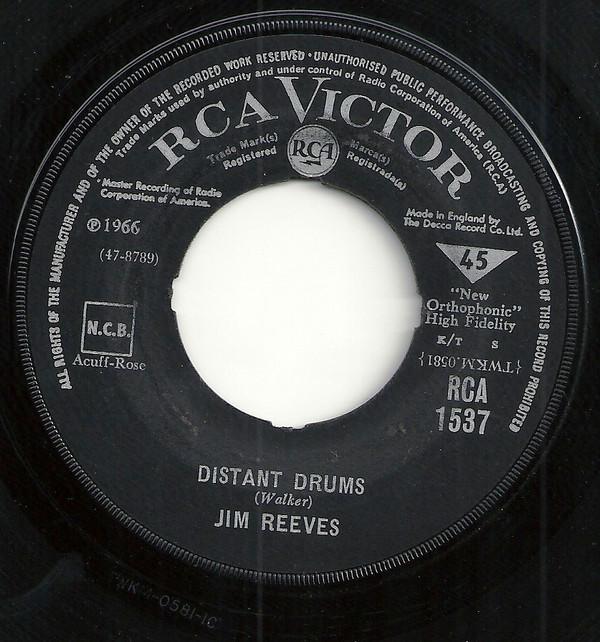 ALL RIGHTS OF THE MANUFACTURER AND OF THE OWNER OF THE RECORDED WORK RESERVED · UNAUTHORISED PUBLIC PERFORMANCE, BROADCASTING AND COPYING OF THIS RECORD PROHIBITED
Trade Marks used by authority and under control of Radio Corporation of America (RCA)
RCA VICTOR
Trade Mark(s)
Registered
RCA
Marca(s)
Registrada(s)
*Master Recording of Radio
Corporation of America.
Made in England by
The Decca Record Co. Ltd.
℗ 1966
(47-8789)
45
"New
Orthophonic"
High Fidelity
K/T S
{TWKM.0581}
N.C.B.
Acuff-Rose
RCA
1537
DISTANT DRUMS
(Walker)
JIM REEVES
WKM-0581-1C